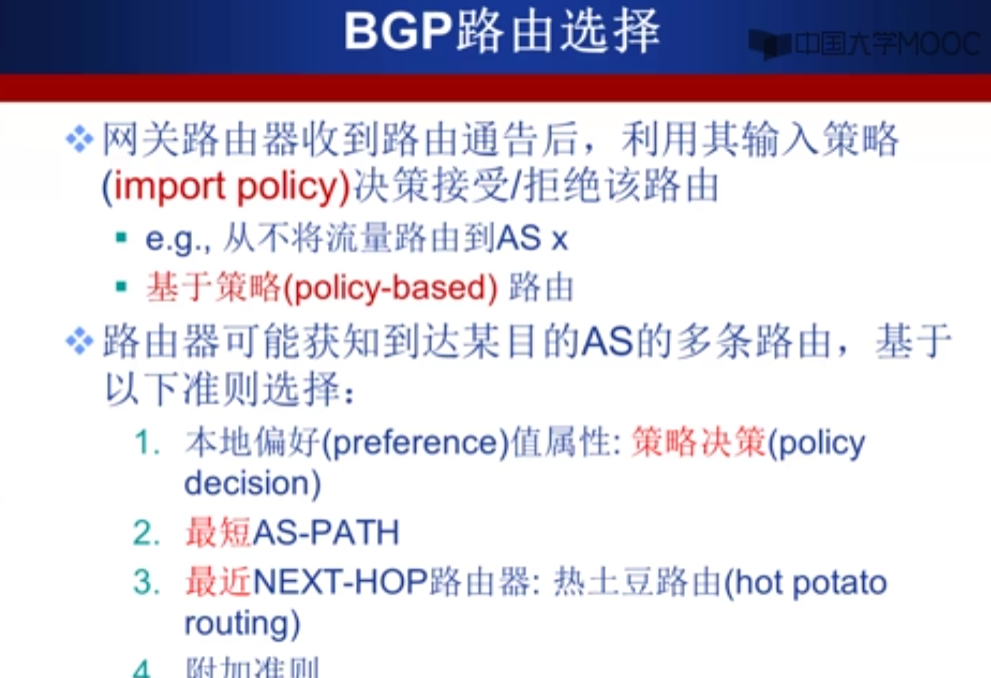 BGP路由选择
中国大学MOOC
网关路由器收到路由通告后，利用其输入策略
(import policy)决策接受/拒绝该路由
e.g., 从不将流量路由到AS x
基于策略(policy-based) 路由
路由器可能获知到达某目的AS的多条路由，基于
以下准则选择：
1. 本地偏好(preference)值属性: 策略决策(policy
decision)
2. 最短AS-PATH
3. 最近NEXT-HOP路由器: 热土豆路由(hot potato
routing)
4. 附加准则